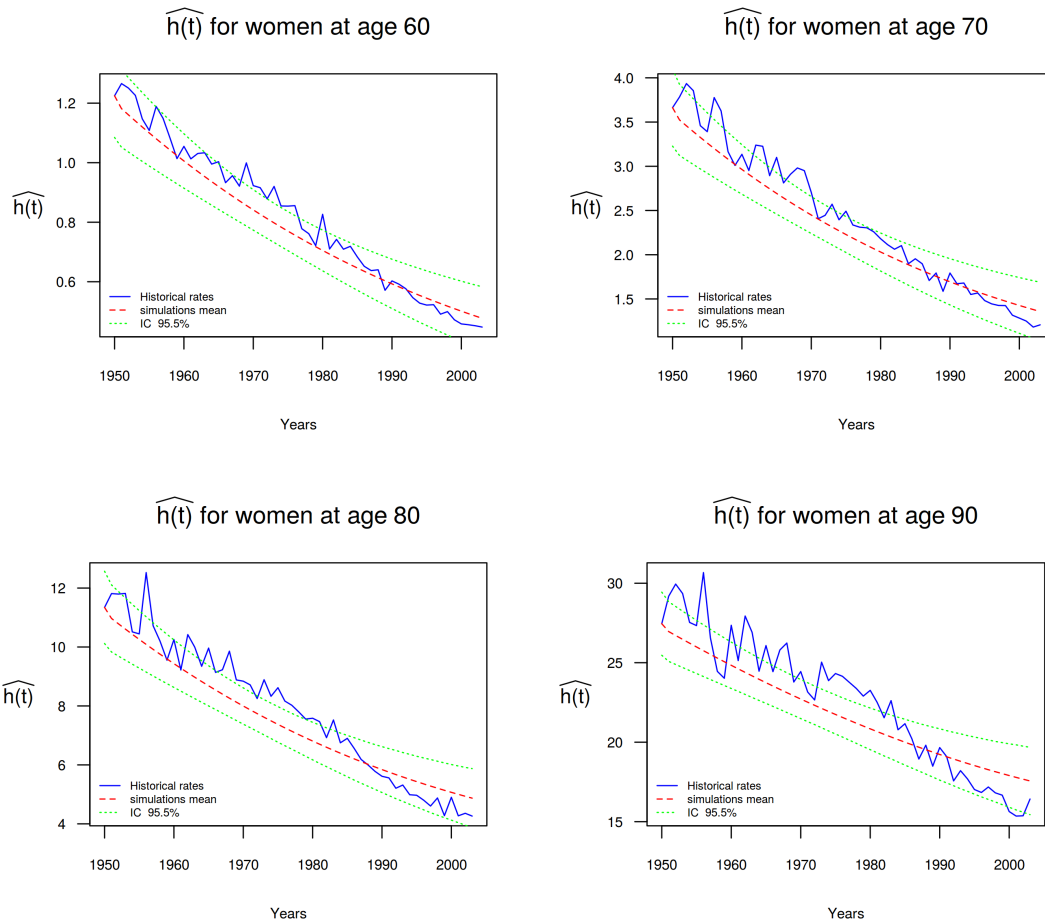 h(t) for women at age 60
1.2
1.0
0.8
0.6
h(t)
Historical rates
simulations mean
IC 95.5%
1950 1960 1970 1980 1990 2000
Years
h(t) for women at age 70
4.0
3.5
3.0
2.5
2.0
1.5
h(t)
Historical rates
simulations mean
IC 95.5%
1950 1960 1970 1980 1990 2000
Years
h(t) for women at age 80
12
10
8
6
4
h(t)
Historical rates
simulations mean
IC 95.5%
1950 1960 1970 1980 1990 2000
Years
h(t) for women at age 90
30
25
20
15
h(t)
Historical rates
simulations mean
IC 95.5%
1950 1960 1970 1980 1990 2000
Years